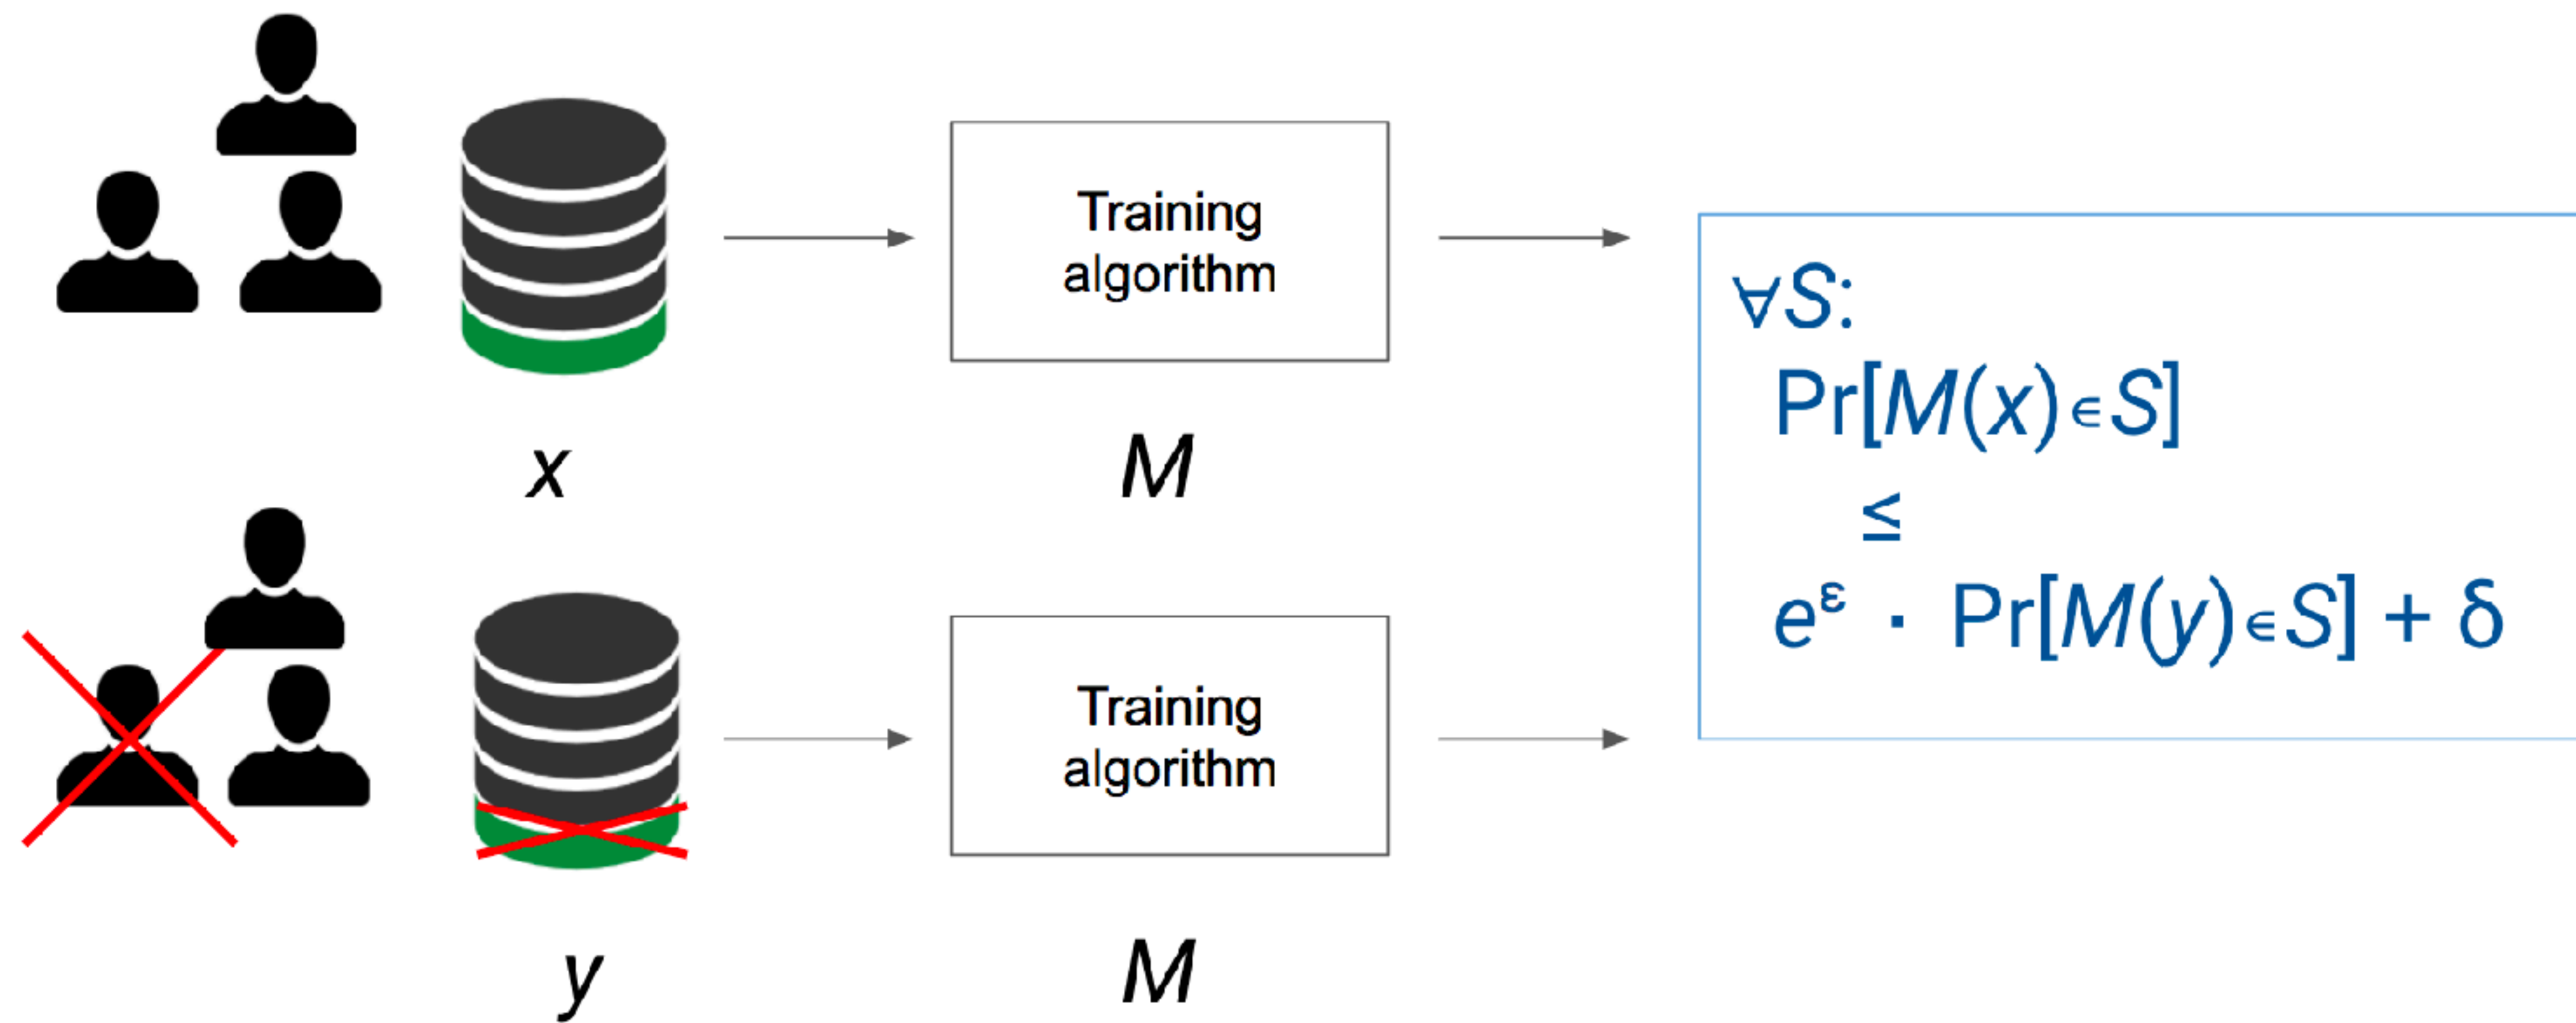 Training
algorithm
x
M
Training
algorithm
y
M
∀S:
Pr[M(x)∊S]
≤
e^ε · Pr[M(y)∊S] + δ